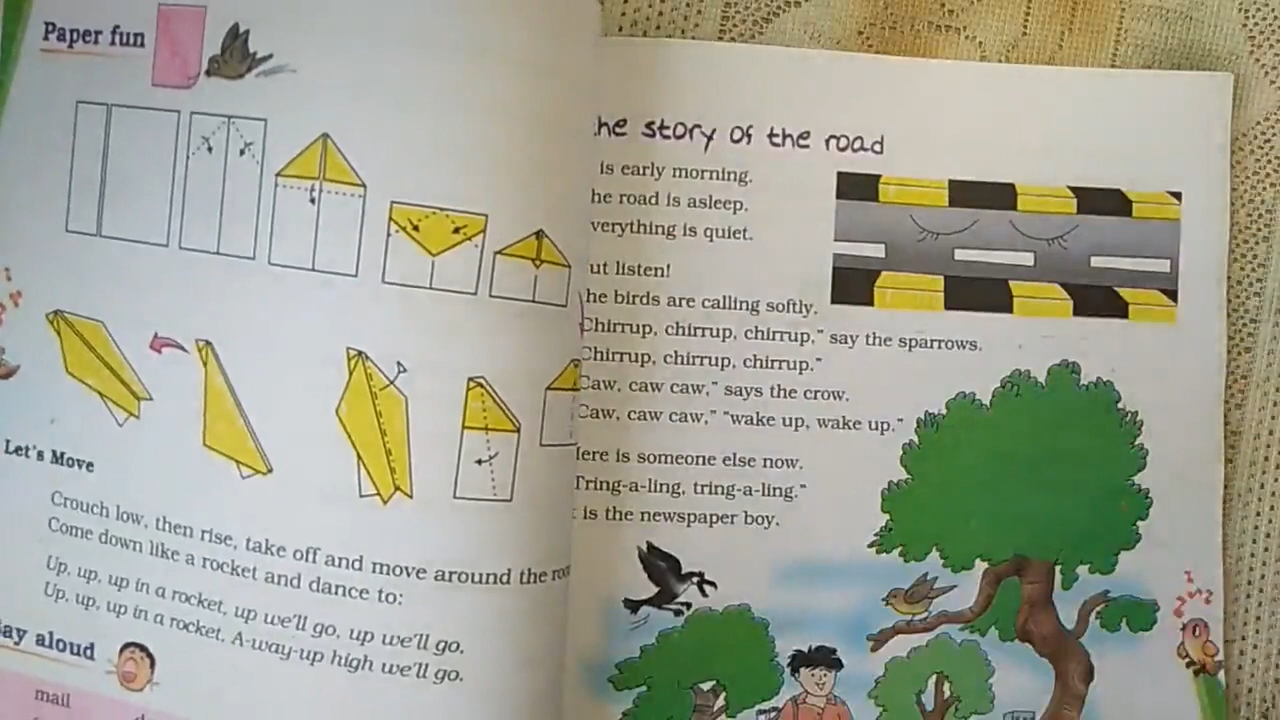 Paper fun
Let's Move
Crouch low, then rise, take off and move around the
Come down like a rocket and dance to:
Up, up, up in a rocket, up we'll go, up we'll go.
Up, up, up in a rocket. A-way-up high we'll go.
ay aloud
mail
he story of the road
is early morning.
he road is asleep.
verything is quiet.
ut listen!
he birds are calling softly.
Chirrup, chirrup, chirrup," say the sparrows.
Chirrup, chirrup, chirrup."
Caw, caw caw," says the crow.
Caw, caw caw," "wake up, wake up."
ere is someone else now.
Tring-a-ling, tring-a-ling."
is the newspaper boy.